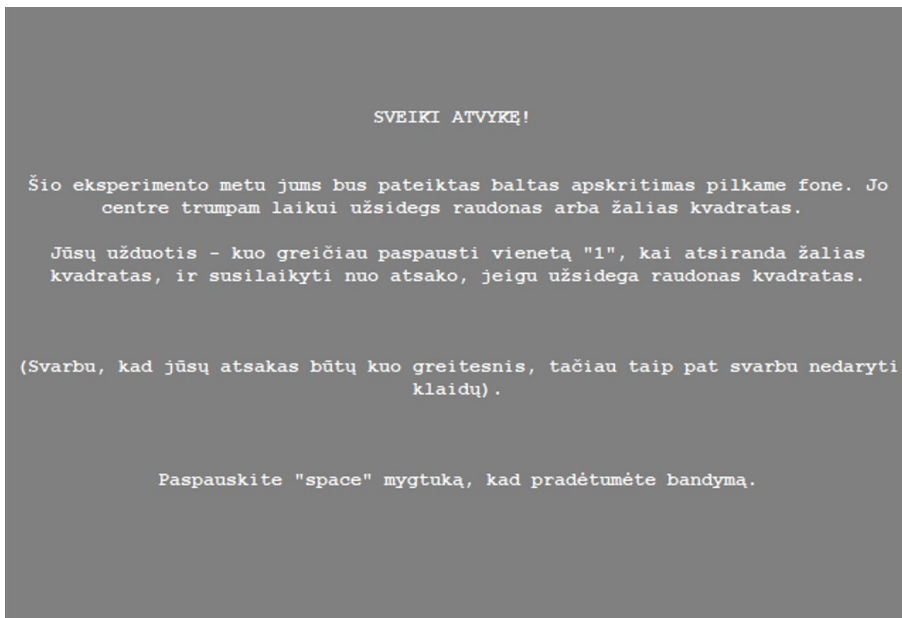 SVEIKI ATVYKĘ!
Šio eksperimento metu jums bus pateiktas baltas apskritimas pilkame fone. Jo
centre trumpam laikui užsidegs raudonas arba žalias kvadratas.
Jūsų užduotis - kuo greičiau paspausti vienetą "1", kai atsiranda žalias
kvadratas, ir susilaikyti nuo atsako, jeigu užsidega raudonas kvadratas.
(Svarbu, kad jūsų atsakas būtų kuo greitesnis, tačiau taip pat svarbu nedaryti
klaidų).
Paspauskite "space" mygtuką, kad pradėtumėte bandymą.